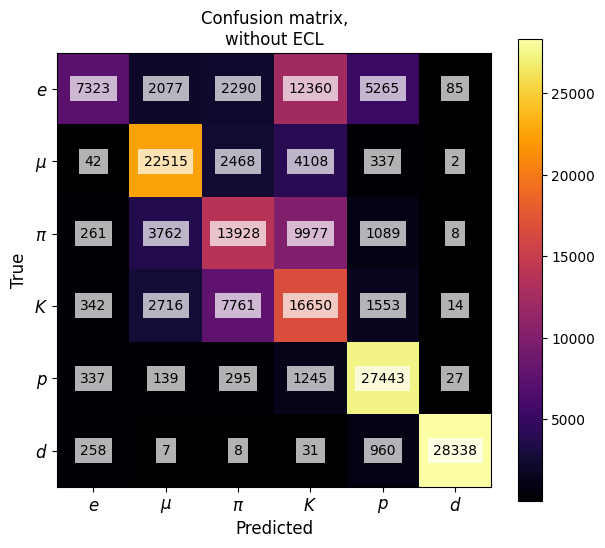 Confusion matrix,
without ECL
e 7323 2077 2290 12360 5265 85
μ 42 22515 2468 4108 337 2
π 261 3762 13928 9977 1089 8
K 342 2716 7761 16650 1553 14
p 337 139 295 1245 27443 27
d 258 7 8 31 960 28338
e μ π K p d
Predicted
True
25000
20000
15000
10000
5000